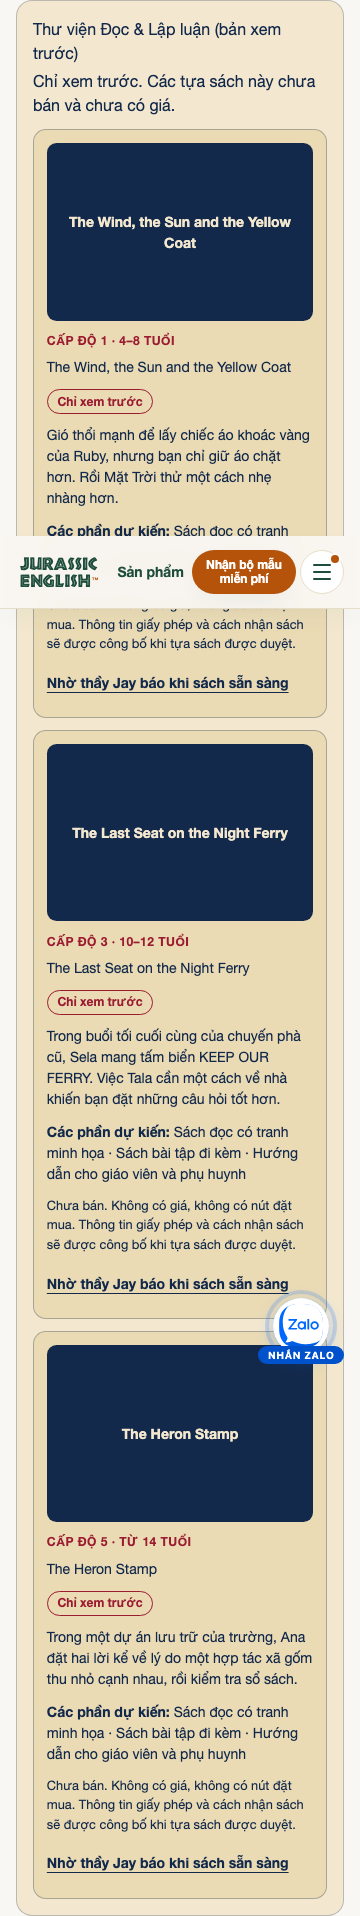 Thư viện Đọc & Lập luận (bản xem
trước)
Chỉ xem trước. Các tựa sách này chưa
bán và chưa có giá.
The Wind, the Sun and the Yellow
Coat
CẤP ĐỘ 1 · 4–8 TUỔI
The Wind, the Sun and the Yellow Coat
Chỉ xem trước
Gió thổi mạnh để lấy chiếc áo khoác vàng
của Ruby, nhưng bạn chỉ giữ áo chặt
hơn. Rồi Mặt Trời thử một cách nhẹ
nhàng hơn.
Các phần dự kiến: Sách đọc có tranh
JURASSIC
ENGLISH™
Sản phẩm
Nhận bộ mẫu
miễn phí
mua. Thông tin giấy phép và cách nhận sách
sẽ được công bố khi tựa sách được duyệt.
Nhờ thầy Jay báo khi sách sẵn sàng
The Last Seat on the Night Ferry
CẤP ĐỘ 3 · 10–12 TUỔI
The Last Seat on the Night Ferry
Chỉ xem trước
Trong buổi tối cuối cùng của chuyến phà
cũ, Sela mang tấm biển KEEP OUR
FERRY. Việc Tala cần một cách về nhà
khiến bạn đặt những câu hỏi tốt hơn.
Các phần dự kiến: Sách đọc có tranh
minh họa · Sách bài tập đi kèm · Hướng
dẫn cho giáo viên và phụ huynh
Chưa bán. Không có giá, không có nút đặt
mua. Thông tin giấy phép và cách nhận sách
sẽ được công bố khi tựa sách được duyệt.
Nhờ thầy Jay báo khi sách sẵn sàng
Zalo
NHẮN ZALO
The Heron Stamp
CẤP ĐỘ 5 · TỪ 14 TUỔI
The Heron Stamp
Chỉ xem trước
Trong một dự án lưu trữ của trường, Ana
đặt hai lời kể về lý do một hợp tác xã gốm
thu nhỏ cạnh nhau, rồi kiểm tra sổ sách.
Các phần dự kiến: Sách đọc có tranh
minh họa · Sách bài tập đi kèm · Hướng
dẫn cho giáo viên và phụ huynh
Chưa bán. Không có giá, không có nút đặt
mua. Thông tin giấy phép và cách nhận sách
sẽ được công bố khi tựa sách được duyệt.
Nhờ thầy Jay báo khi sách sẵn sàng